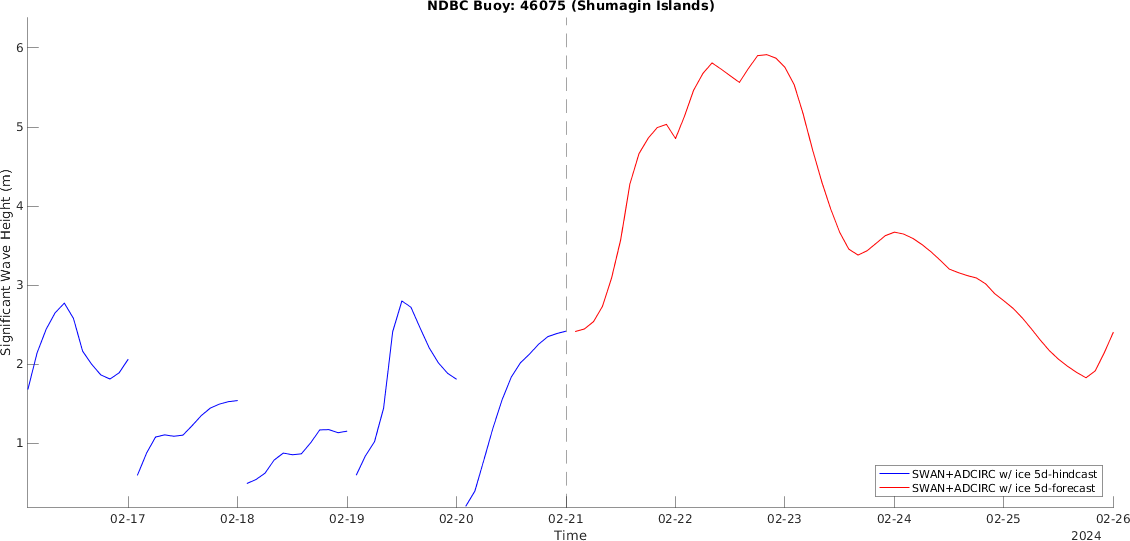 NDBC Buoy: 46075 (Shumagin Islands)
Significant Wave Height (m)
6
5
4
3
2
1
SWAN+ADCIRC w/ ice 5d-hindcast
SWAN+ADCIRC w/ ice 5d-forecast
02-17 02-18 02-19 02-20 02-21 02-22 02-23 02-24 02-25 02-26
Time
2024